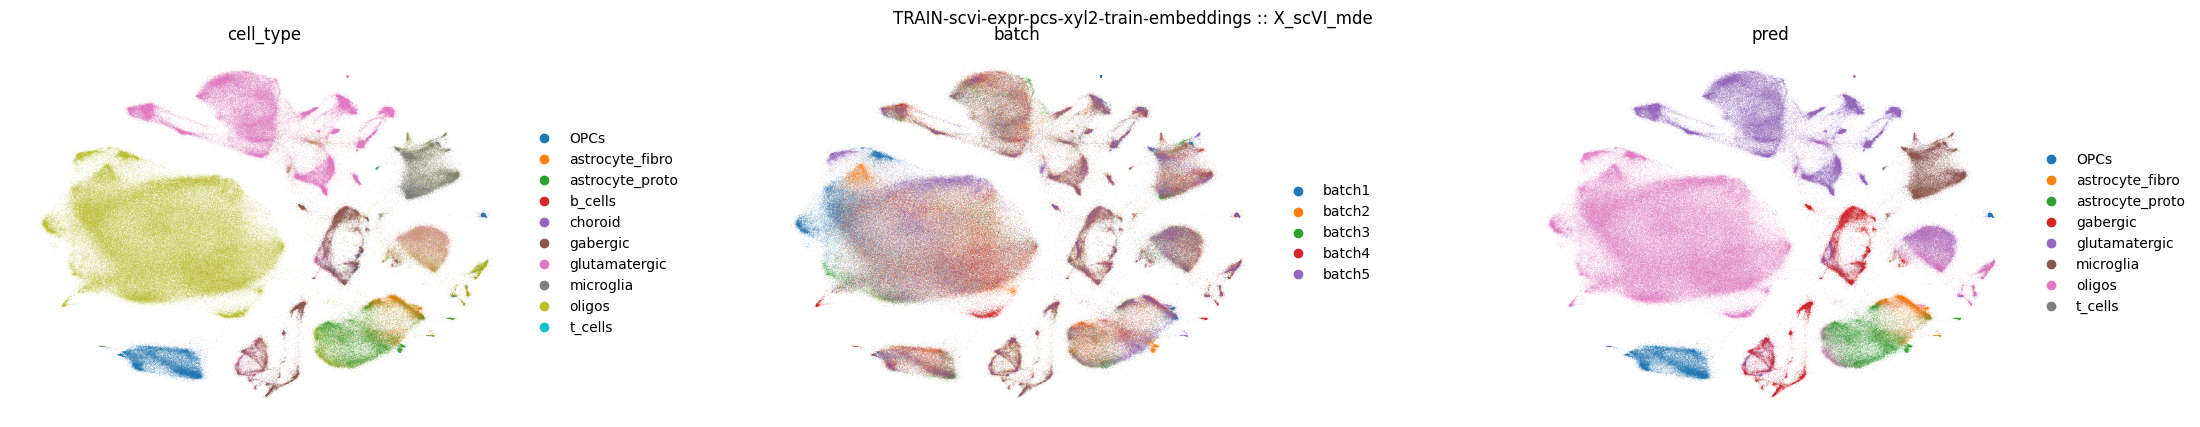 TRAIN-scvi-expr-pcs-xyl2-train-embeddings :: X_scVI_mde
cell_type
OPCs
astrocyte_fibro
astrocyte_proto
b_cells
choroid
gabergic
glutamatergic
microglia
oligos
t_cells
batch
batch1
batch2
batch3
batch4
batch5
pred
OPCs
astrocyte_fibro
astrocyte_proto
gabergic
glutamatergic
microglia
oligos
t_cells